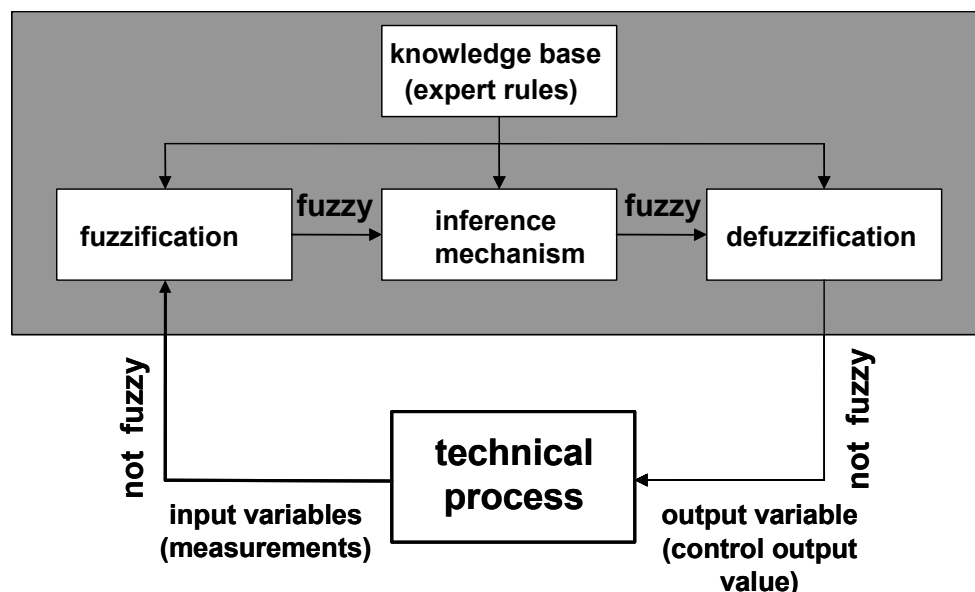 knowledge base
(expert rules)
fuzzification
fuzzy
inference
mechanism
fuzzy
defuzzification
not fuzzy
not fuzzy
technical
process
input variables
(measurements)
output variable
(control output
value)